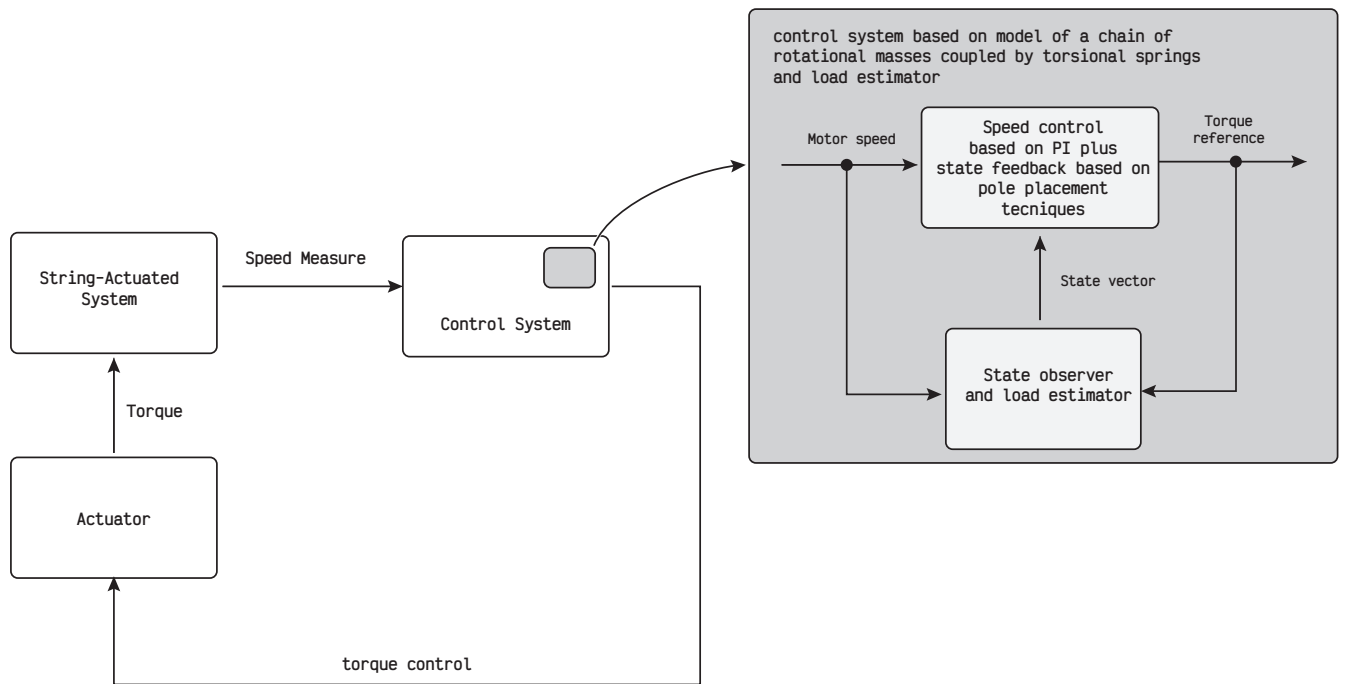 control system based on model of a chain of
rotational masses coupled by torsional springs
and load estimator
Motor speed
Speed control
based on PI plus
state feedback based on
pole placement
tecniques
Torque
reference
State vector
State observer
and load estimator
String-Actuated
System
Speed Measure
Control System
Torque
Actuator
torque control